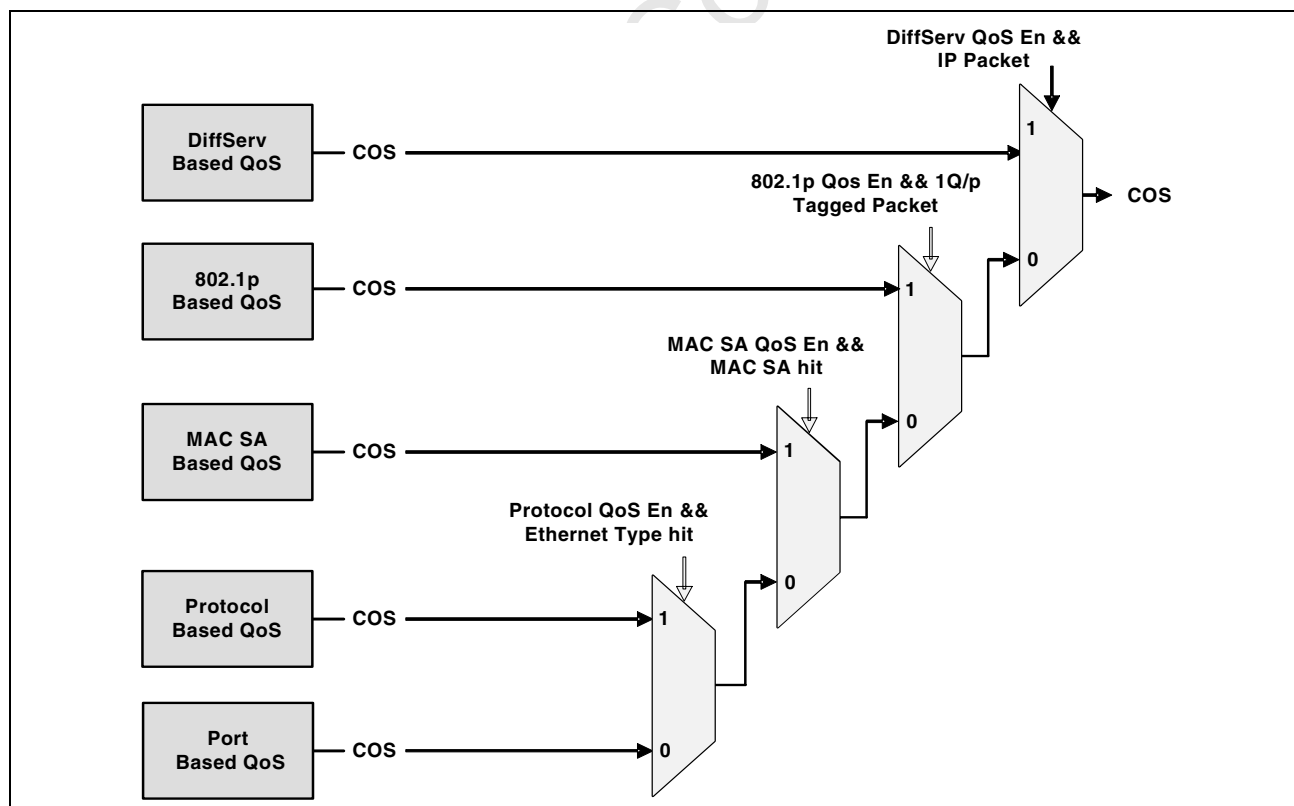 DiffServ QoS En &&
IP Packet
DiffServ
Based QoS
COS
1
0
COS
802.1p Qos En && 1Q/p
Tagged Packet
802.1p
Based QoS
COS
1
0
MAC SA QoS En &&
MAC SA hit
MAC SA
Based QoS
COS
1
0
Protocol QoS En &&
Ethernet Type hit
Protocol
Based QoS
COS
1
Port
Based QoS
COS
0